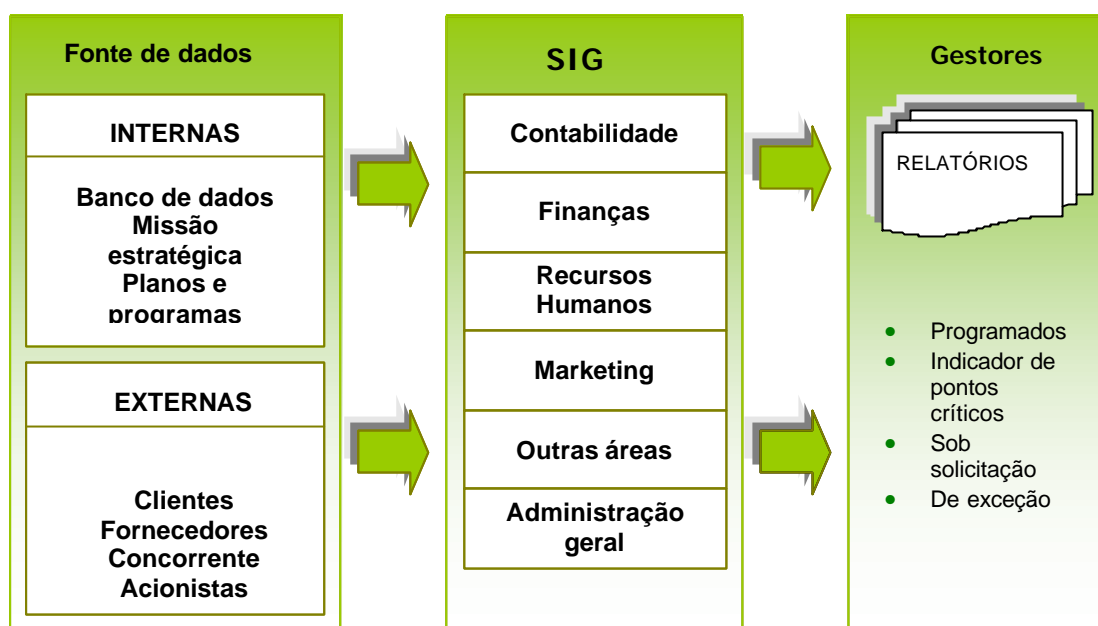 Fonte de dados
INTERNAS
Banco de dados
Missão
estratégica
Planos e
programas
EXTERNAS
Clientes
Fornecedores
Concorrente
Acionistas
SIG
Contabilidade
Finanças
Recursos
Humanos
Marketing
Outras áreas
Administração
geral
Gestores
RELATÓRIOS
Programados
Indicador de
pontos
críticos
Sob
solicitação
De exceção